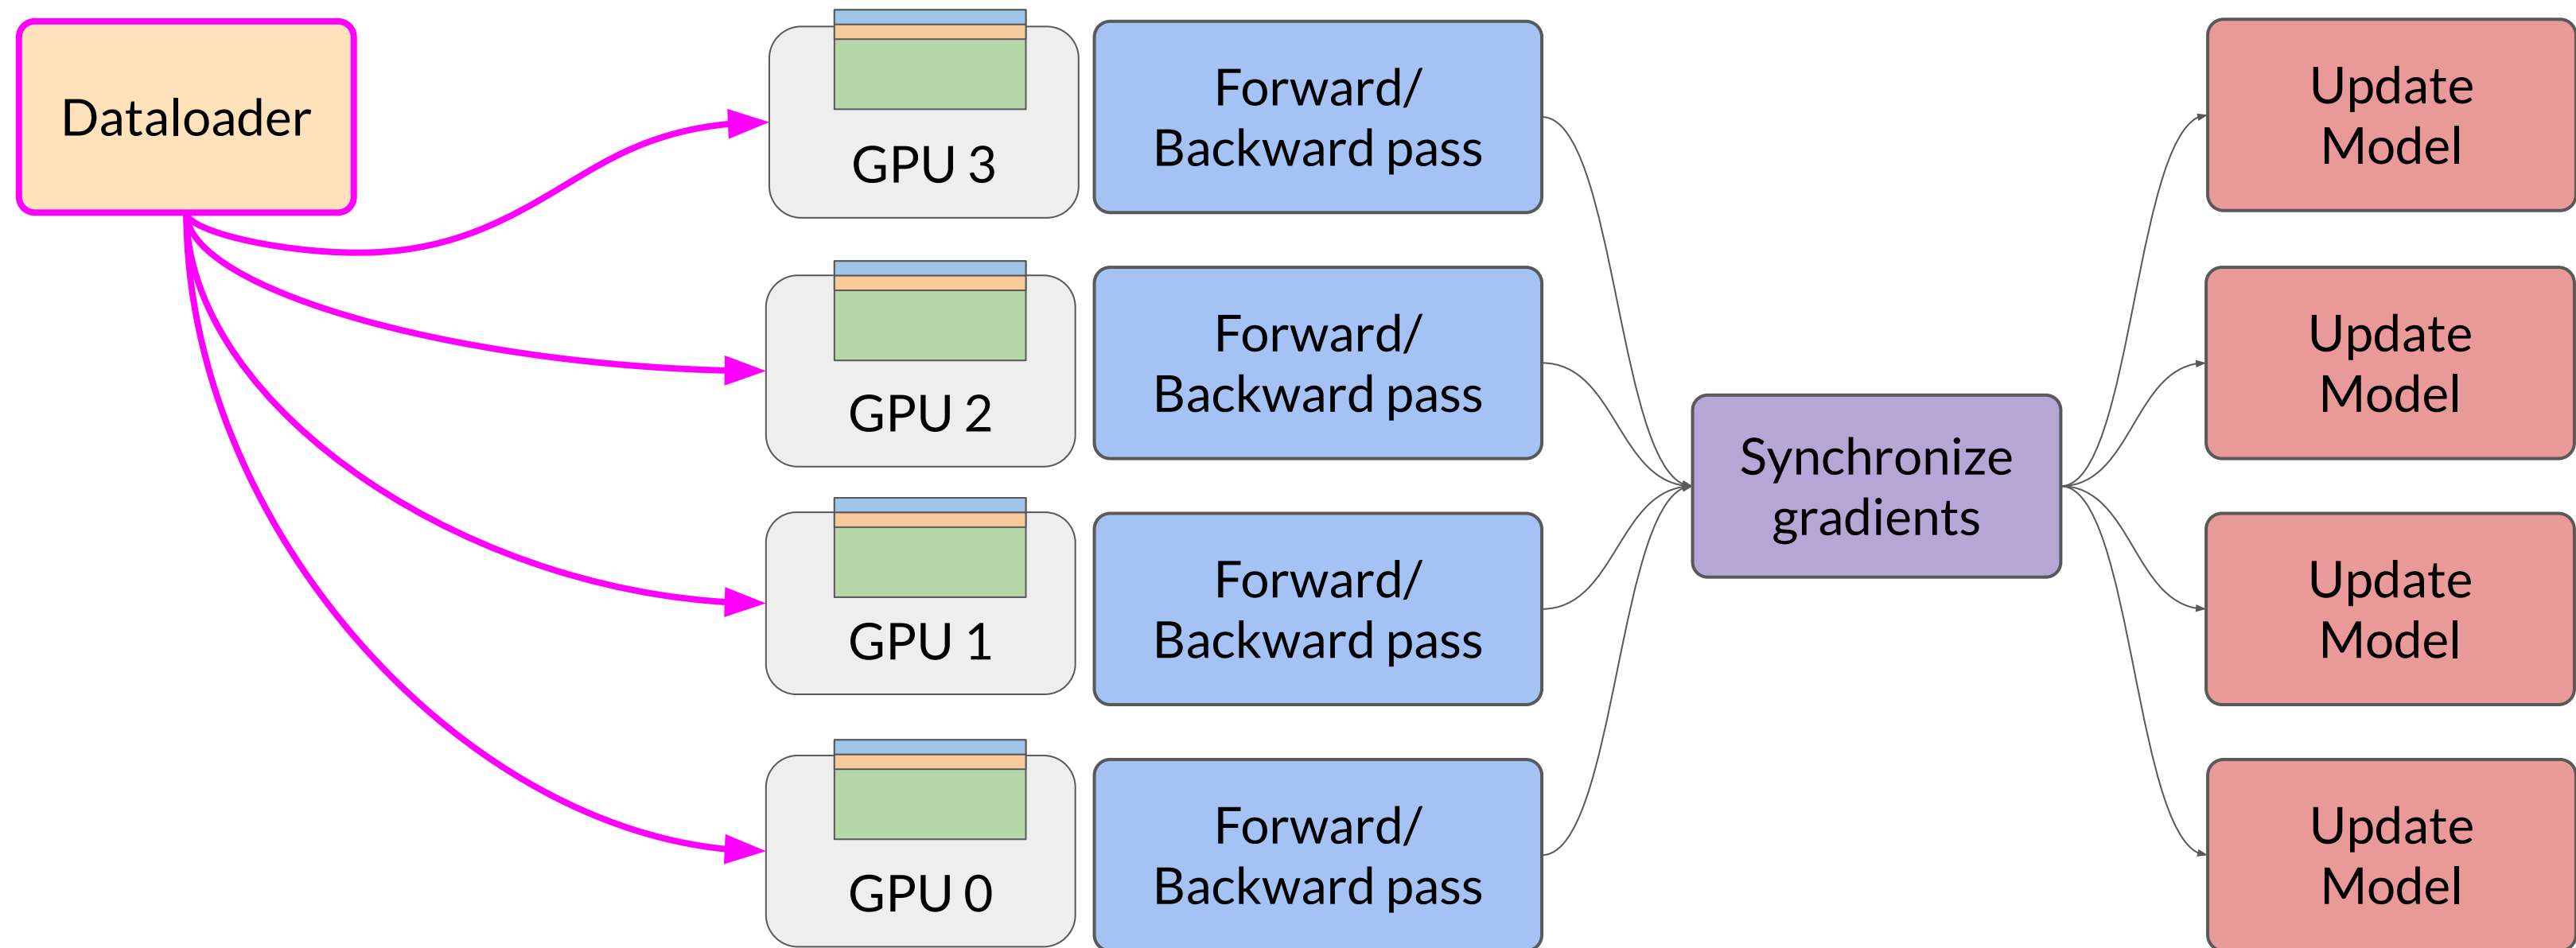 Dataloader
GPU 3
Forward/
Backward pass
Update
Model
GPU 2
Forward/
Backward pass
Update
Model
Synchronize
gradients
GPU 1
Forward/
Backward pass
Update
Model
GPU 0
Forward/
Backward pass
Update
Model